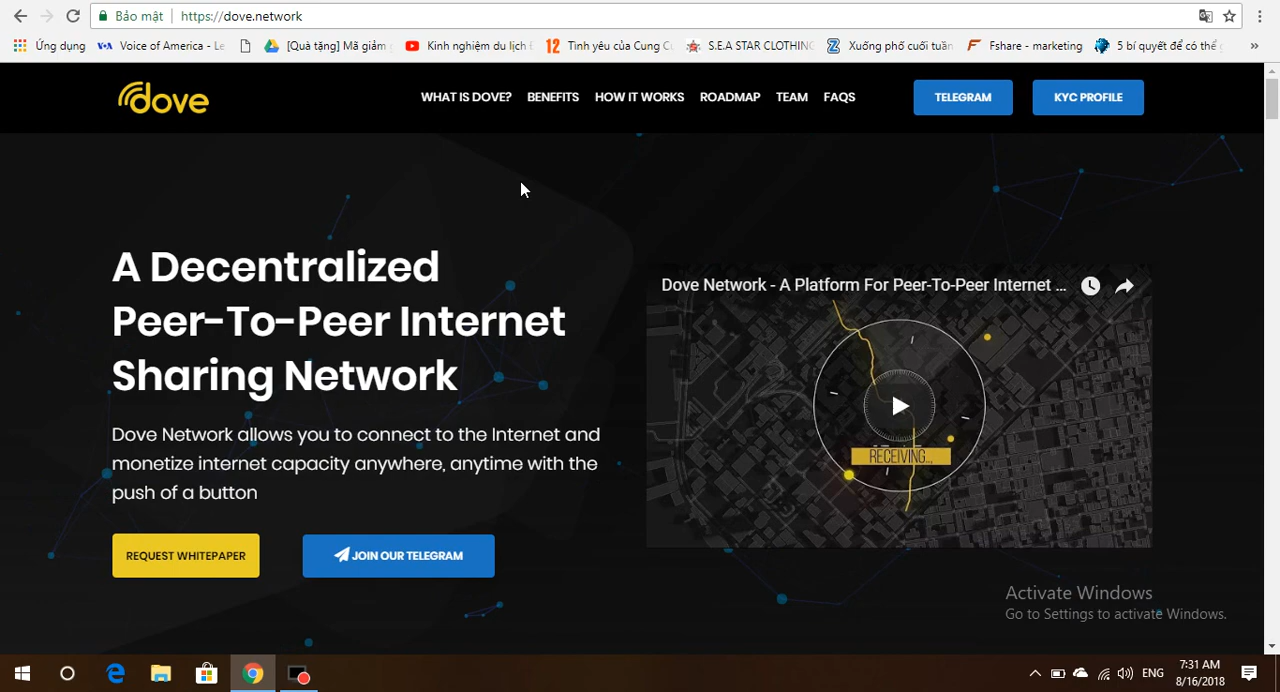 Bảo mật
https://dove.network
Ứng dụng
Voice of America - Le
[Quà tặng] Mã giảm
Kinh nghiệm du lịch
Tình yêu của Cung
S.E.A STAR CLOTHING
Xuống phố cuối tuần
Fshare - marketing
5 bí quyết để có thể
»
dove
WHAT IS DOVE?
BENEFITS
HOW IT WORKS
ROADMAP
TEAM
FAQS
TELEGRAM
KYC PROFILE
A Decentralized
Peer-To-Peer Internet
Sharing Network
Dove Network allows you to connect to the Internet and
monetize internet capacity anywhere, anytime with the
push of a button
REQUEST WHITEPAPER
JOIN OUR TELEGRAM
Dove Network - A Platform For Peer-To-Peer Internet ...
RECEIVING...
Activate Windows
Go to Settings to activate Windows.
ENG
7:31 AM
8/16/2018